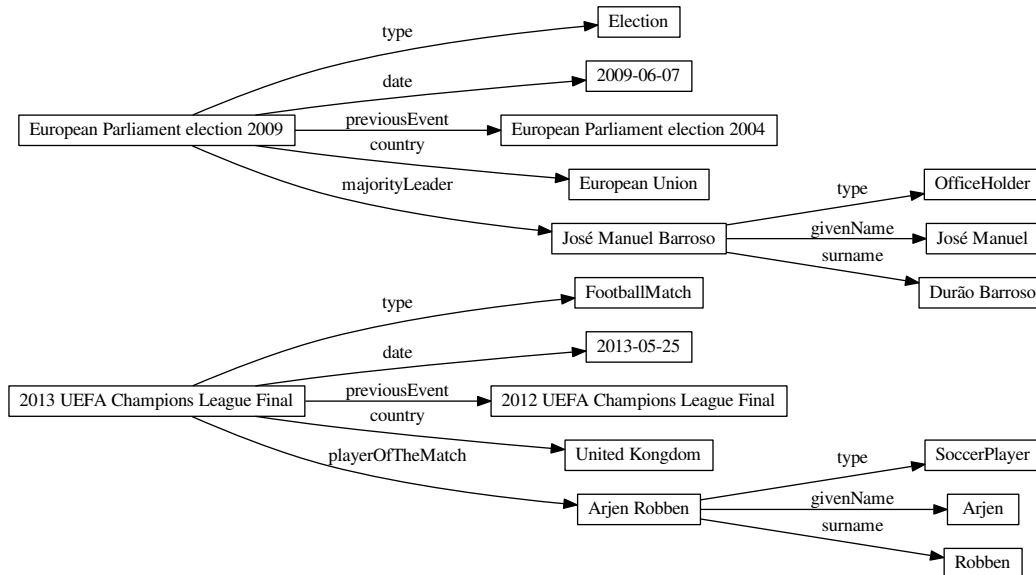 type
Election
date
2009-06-07
European Parliament election 2009
previousEvent
European Parliament election 2004
country
European Union
majorityLeader
José Manuel Barroso
type
OfficeHolder
givenName
José Manuel
surname
Durão Barroso
type
FootballMatch
date
2013-05-25
2013 UEFA Champions League Final
previousEvent
2012 UEFA Champions League Final
country
United Kongdom
playerOfTheMatch
Arjen Robben
type
SoccerPlayer
givenName
Arjen
surname
Robben